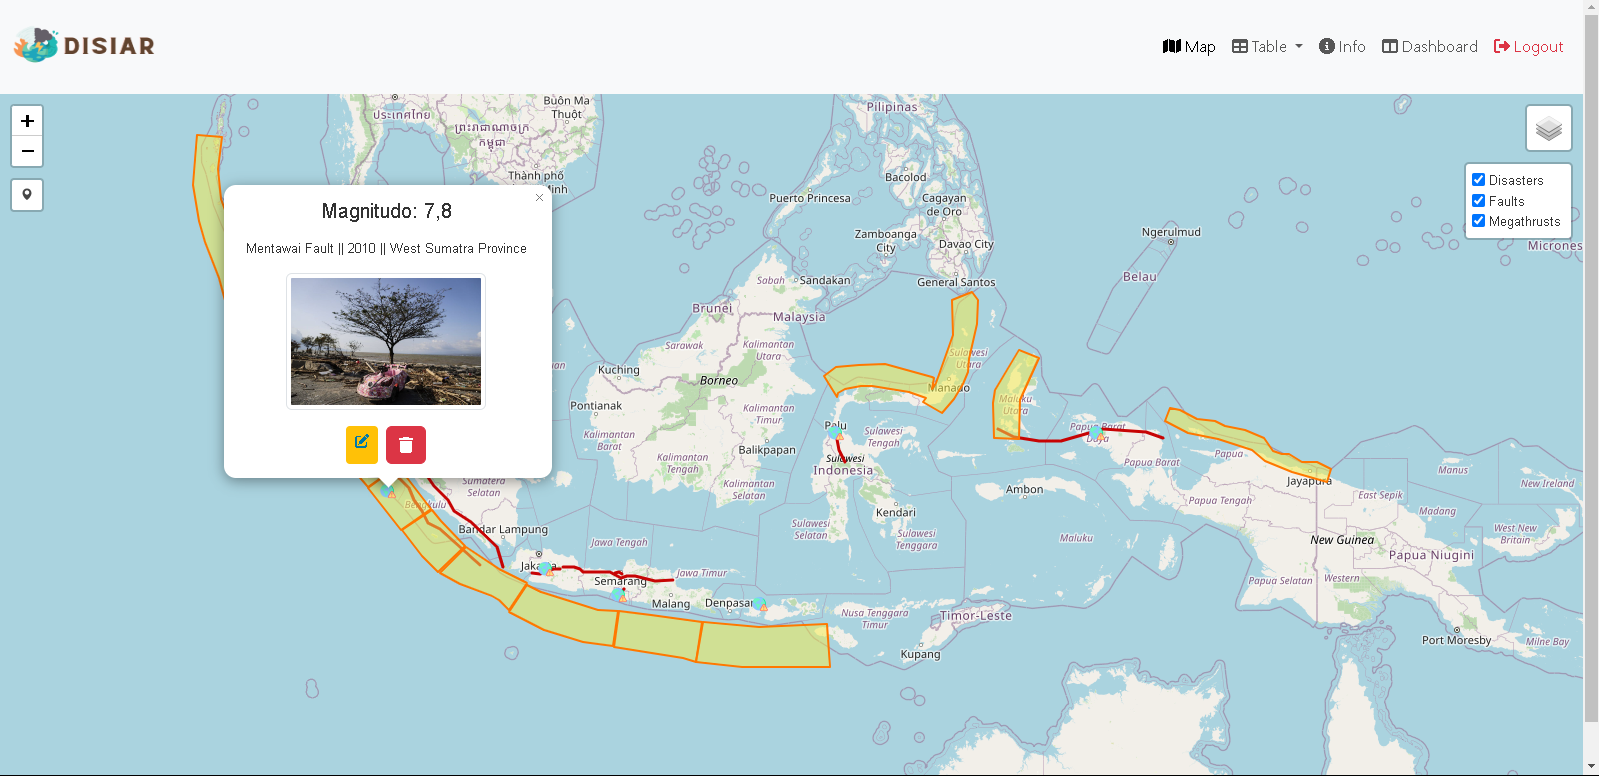 DISIAR
Map
Table
Info
Dashboard
Logout
+
−
Disasters
Faults
Megathrusts
Magnitudo: 7,8
×
Mentawai Fault || 2010 || West Sumatra Province
ประเทศไทย
Buôn Ma
Thuột
Thành phố
Minh
Pilipinas
Bacolod
Puerto Princesa
Cagayan
de Oro
Zamboanga
City
Davao City
General Santos
Ngerulmud
Belau
Micrones
Sabah
Sandakan
Brunei
Malaysia
Sarawak
Kalimantan
Utara
Kuching
Borneo
Pontianak
Kalimantan
Timur
Kalimantan
Barat
Balikpapan
Kalimantan
Tengah
Kalimantan
Selatan
Sulawesi
Utara
Manado
Maluku
Utara
Palu
Sulawesi
Tengah
Sulawesi
Indonesia
Papua Barat
Daya
Papua Barat
Papua
Jayapura
Ambon
Kendari
Sulawesi
Selatan
Sulawesi
Tenggara
Maluku
Papua Tengah
East Sepik
Manus
New Ireland
Madang
West New
Britain
New Guinea
Papua Niugini
Papua Selatan
Western
Port Moresby
Milne Bay
Sumatera
Selatan
Bengkulu
Bandar Lampung
Jawa Tengah
Semarang
Jawa Timur
Malang
Denpasar
Nusa Tenggara
Timur
Timor-Leste
Kupang